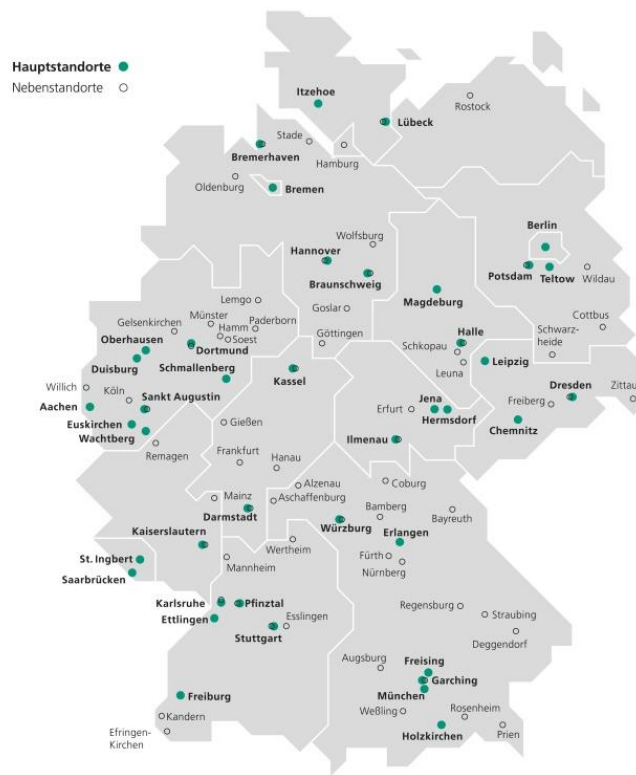 Hauptstandorte
Nebenstandorte
Itzehoe
Rostock
Lübeck
Stade
Bremerhaven
Hamburg
Oldenburg
Bremen
Berlin
Wolfsburg
Hannover
Potsdam
Teltow
Wildau
Braunschweig
Magdeburg
Lemgo
Goslar
Münster
Paderborn
Gelsenkirchen
Hamm
Cottbus
Oberhausen
Soest
Göttingen
Halle
Schwarz-
heide
Dortmund
Schkopau
Duisburg
Leipzig
Schmallenberg
Kassel
Leuna
Willich
Köln
Dresden
Zittau
Aachen
Sankt Augustin
Jena
Erfurt
Freiberg
Euskirchen
Gießen
Hermsdorf
Chemnitz
Wachtberg
Ilmenau
Remagen
Frankfurt
Hanau
Alzenau
Coburg
Mainz
Aschaffenburg
Bamberg
Bayreuth
Darmstadt
Würzburg
Kaiserslautern
Erlangen
Wertheim
St. Ingbert
Mannheim
Fürth
Saarbrücken
Nürnberg
Karlsruhe
Pfinztal
Regensburg
Straubing
Ettlingen
Esslingen
Stuttgart
Deggendorf
Augsburg
Freising
Garching
Freiburg
München
Weßling
Rosenheim
Kandern
Holzkirchen
Prien
Efringen-
Kirchen